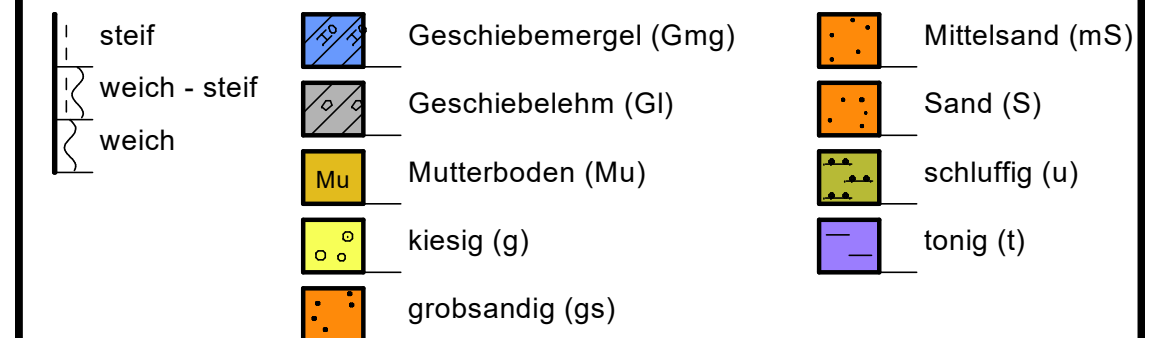 steif
weich - steif
weich
Geschiebemergel (Gmg)
Geschiebelehm (Gl)
Mu
Mutterboden (Mu)
kiesig (g)
grobsandig (gs)
Mittelsand (mS)
Sand (S)
schluffig (u)
tonig (t)